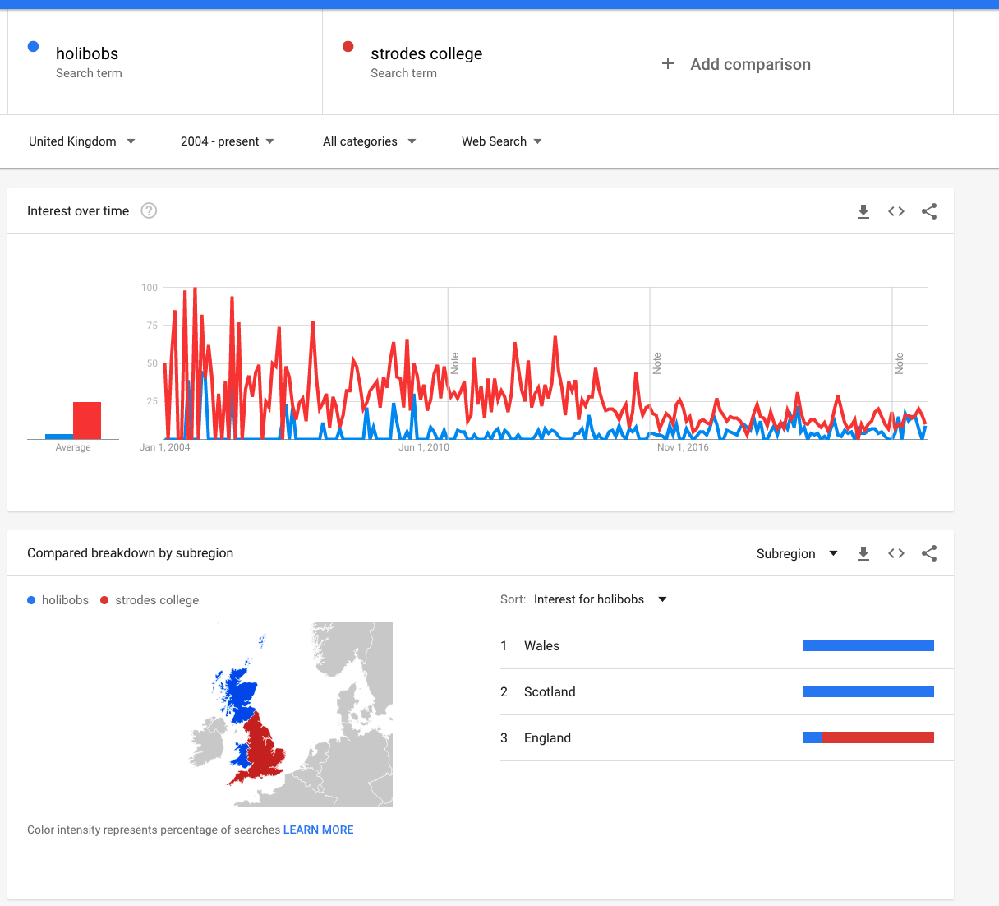 holibobs
Search term
strodes college
Search term
+ Add comparison
United Kingdom
2004 - present
All categories
Web Search
Interest over time
?
100
75
50
25
Note
Note
Note
Average
Jan 1, 2004
Jun 1, 2010
Nov 1, 2016
Compared breakdown by subregion
Subregion
holibobs
strodes college
Sort: Interest for holibobs
1 Wales
2 Scotland
3 England
Color intensity represents percentage of searches LEARN MORE